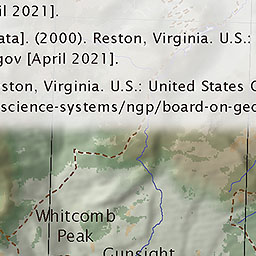 il 2021].
ata]. (2000). Reston, Virginia. U.S.:
gov [April 2021].
ston, Virginia. U.S.: United States G
science-systems/ngp/board-on-geo
Whitcomb
Peak
Gunsight